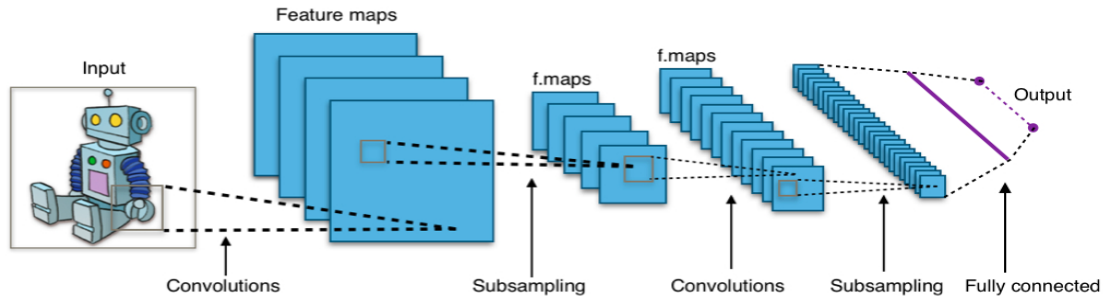 Feature maps
Input
f.maps
f.maps
Output
Convolutions
Subsampling
Convolutions
Subsampling
Fully connected